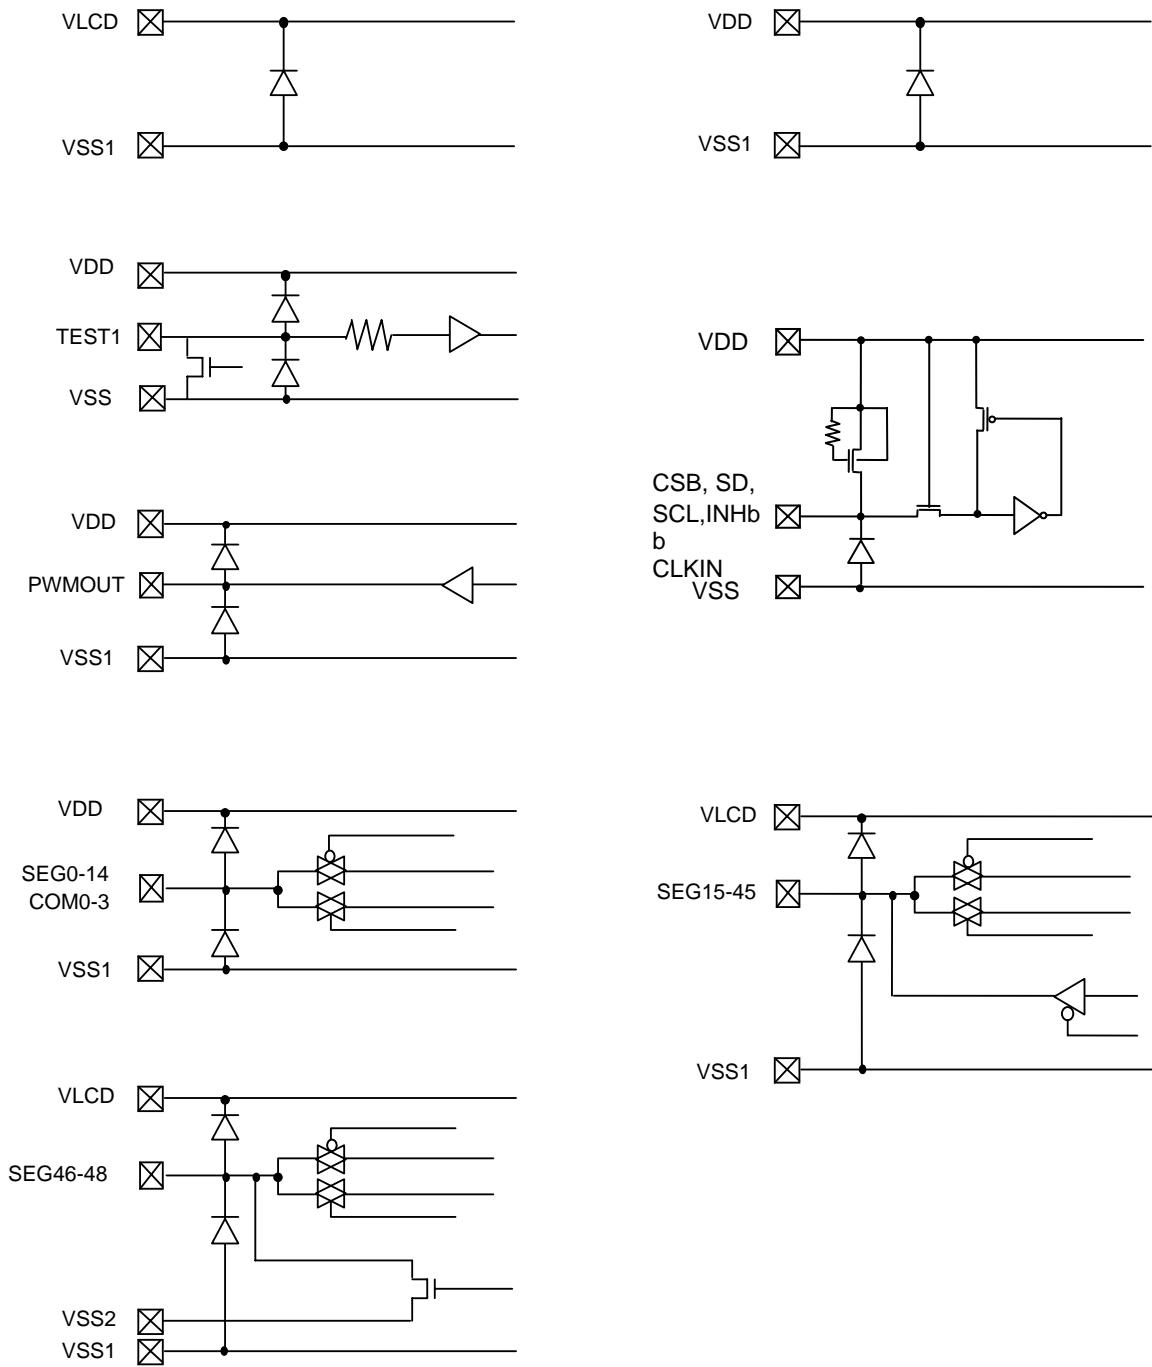 VLCD
VSS1
VDD
VSS1
VDD
TEST1
VSS
VDD
CSB, SD,
SCL,INHb
b
CLKIN
VSS
VDD
PWMOUT
VSS1
VDD
SEG0-14
COM0-3
VSS1
VLCD
SEG15-45
VSS1
VLCD
SEG46-48
VSS2
VSS1